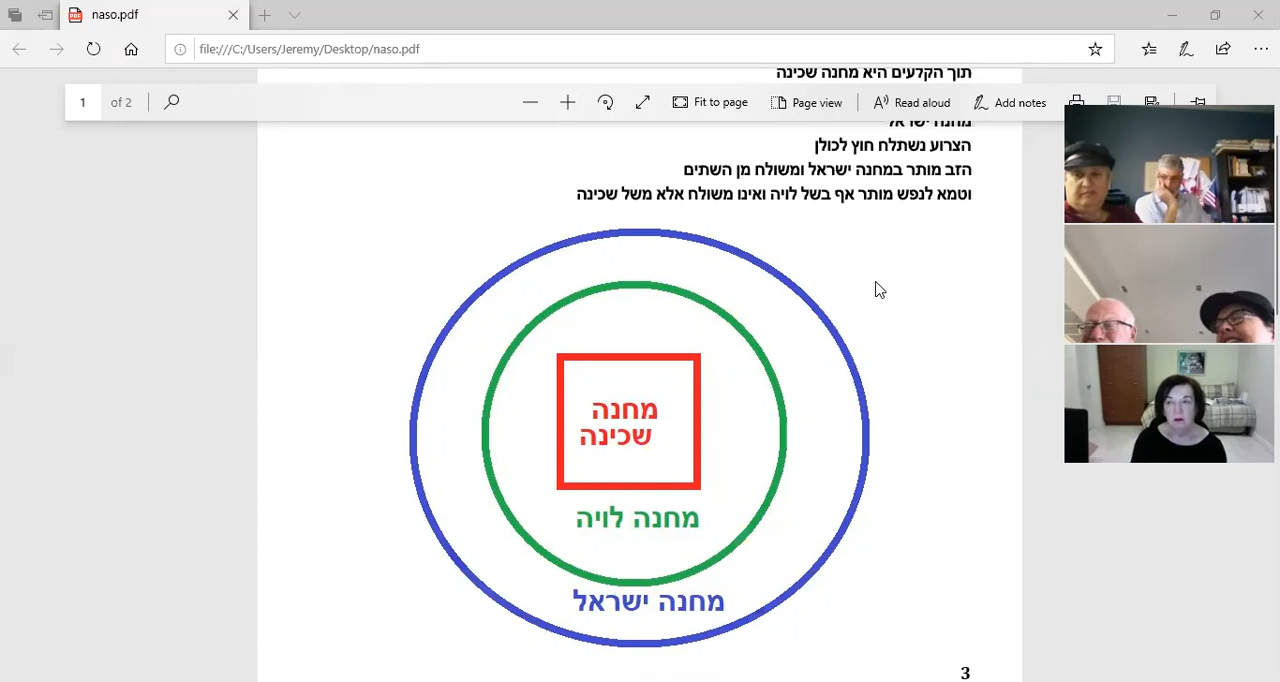 naso.pdf
file:///C:/Users/Jeremy/Desktop/naso.pdf
תוך הקלעים היא מחנה שכינה
1 of 2
Fit to page
Page view
Read aloud
Add notes
מחנה ישראל
הצרוע נשתלח חוץ לכולן
הזב מותר במחנה ישראל ומשולח מן השתים
וטמא לנפש מותר אף בשל לויה ואינו משולח אלא משל שכינה
מחנה
שכינה
מחנה לויה
מחנה ישראל
3